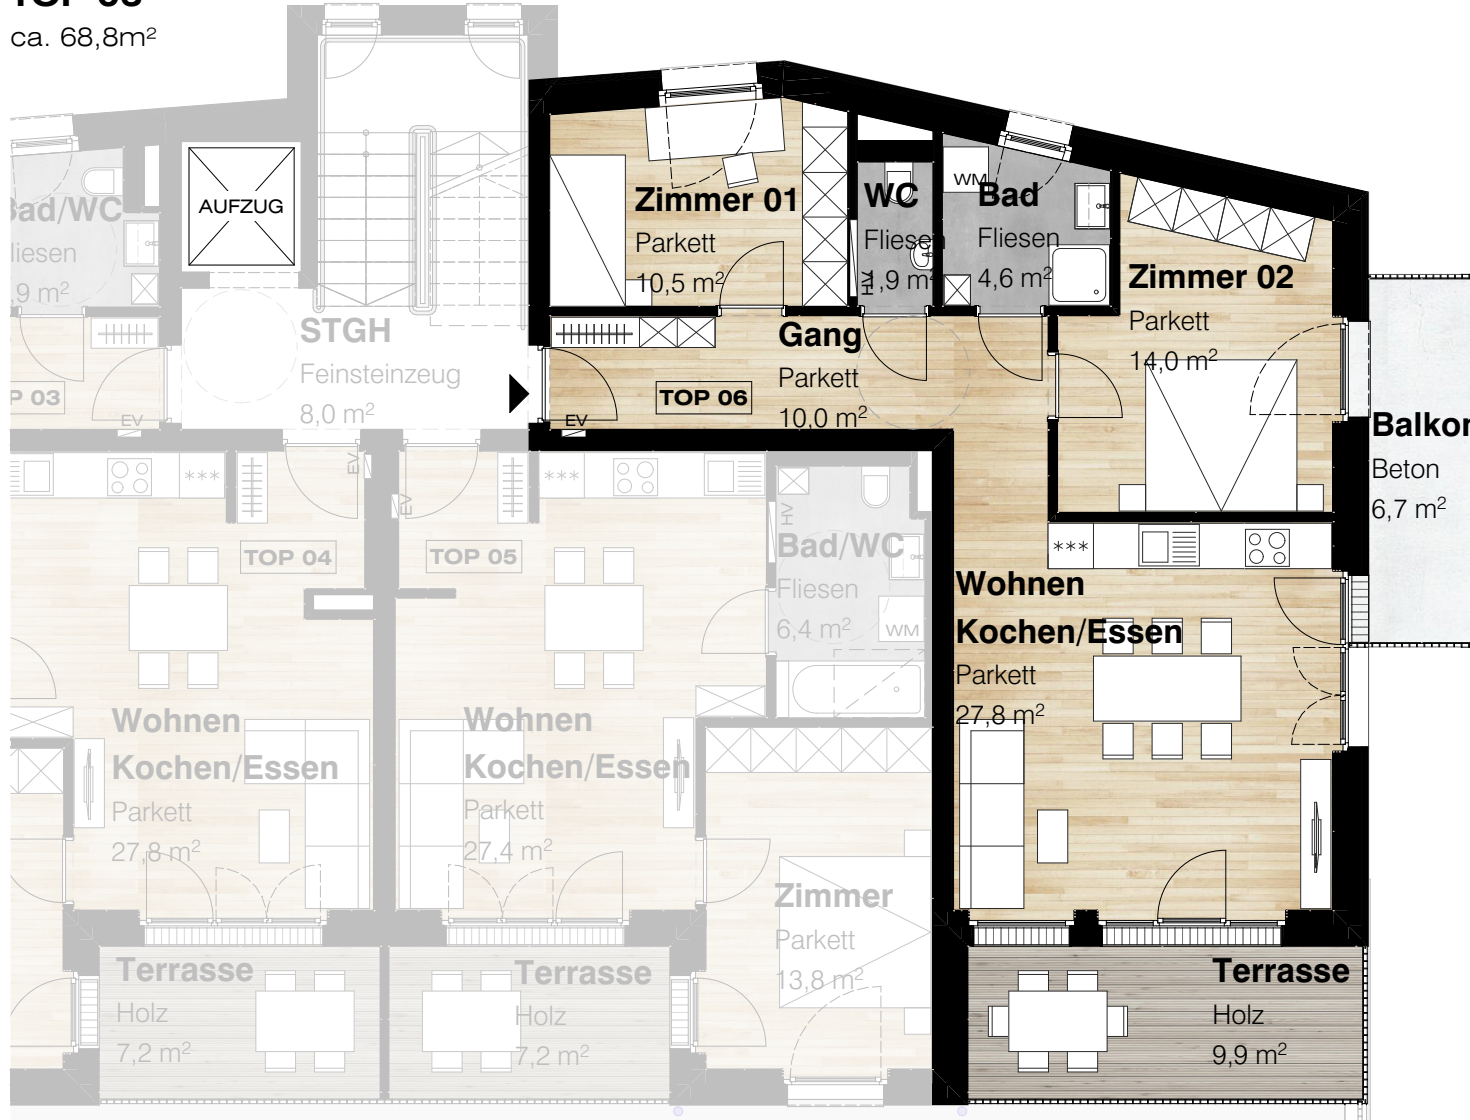 ca. 68,8m²
Zimmer 01
Parkett
10,5 m²
WC
Fliesen
1,9 m²
HV
WM
Bad
Fliesen
4,6 m²
Zimmer 02
Parkett
14,0 m²
AUFZUG
Bad/WC
Fliesen
,9 m²
STGH
Feinsteinzeug
8,0 m²
Gang
Parkett
10,0 m²
TOP 06
EV
P 03
EV
Balkon
Beton
6,7 m²
***
EV
TOP 04
EV
TOP 05
***
HV
Bad/WC
Fliesen
6,4 m²
WM
***
Wohnen
Kochen/Essen
Parkett
27,8 m²
Wohnen
Kochen/Essen
Parkett
27,8 m²
Wohnen
Kochen/Essen
Parkett
27,4 m²
Zimmer
Parkett
13,8 m²
Terrasse
Holz
7,2 m²
Terrasse
Holz
7,2 m²
Terrasse
Holz
9,9 m²